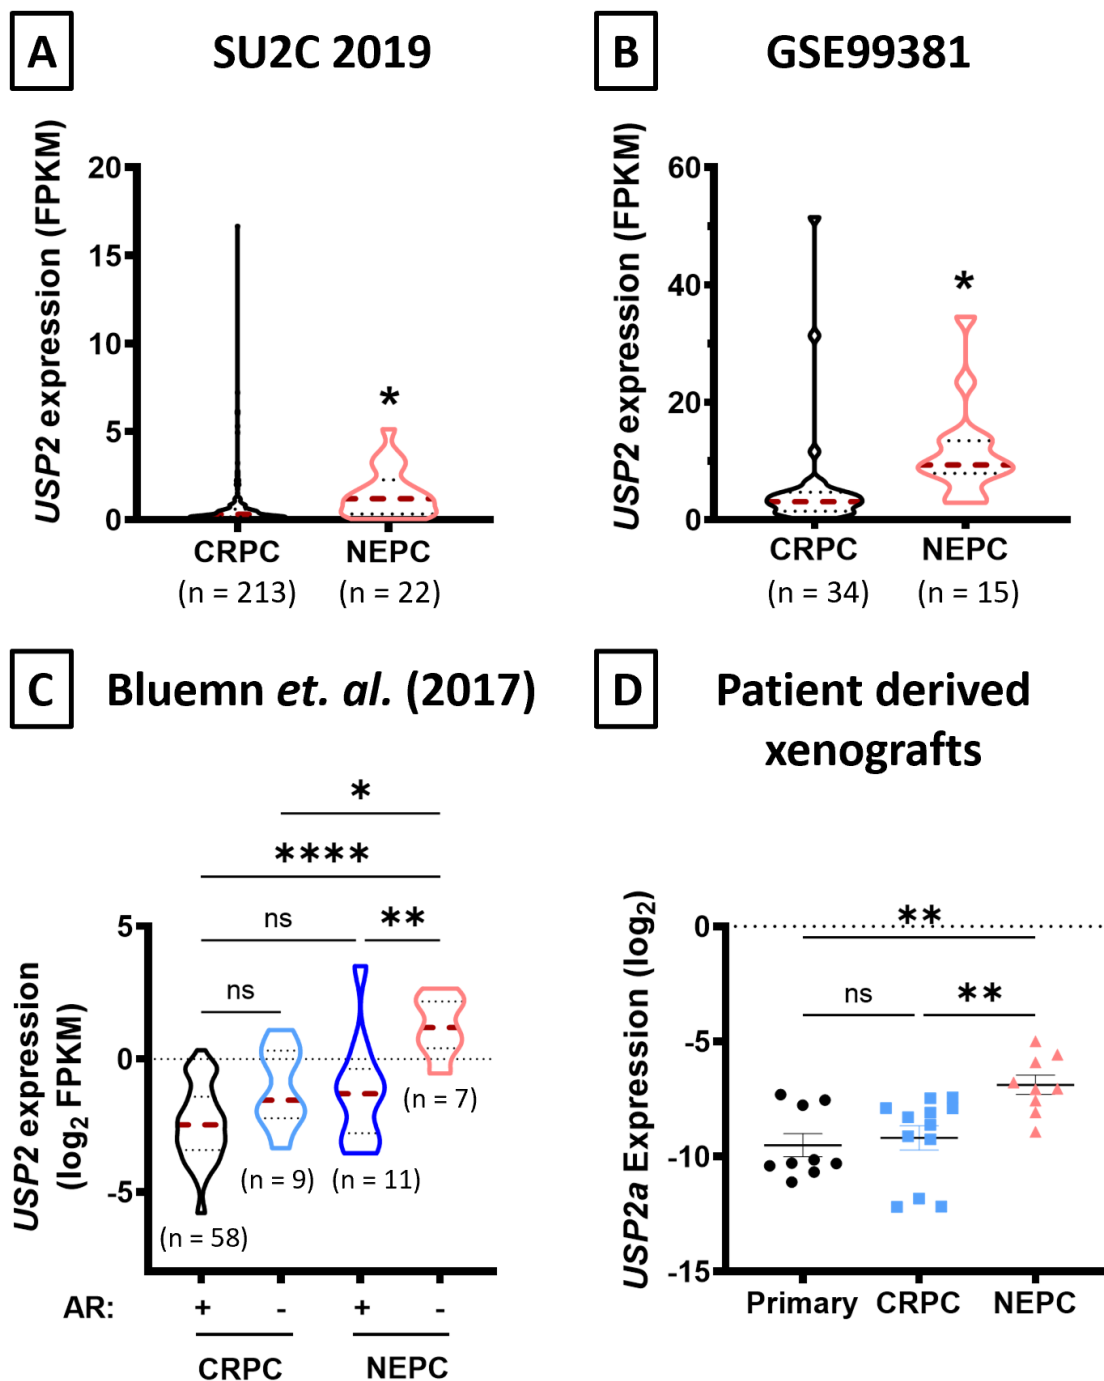 A SU2C 2019
USP2 expression (FPKM)
20
15
10
5
0
*
CRPC NEPC
(n = 213) (n = 22)
B GSE99381
USP2 expression (FPKM)
60
40
20
0
*
CRPC NEPC
(n = 34) (n = 15)
C Bluemn et. al. (2017)
*
****
ns **
ns
USP2 expression
(log2 FPKM)
5
0
-5
(n = 7)
(n = 9) (n = 11)
(n = 58)
AR: + - + -
CRPC NEPC
D Patient derived
xenografts
USP2a Expression (log2)
0
-5
-10
-15
**
ns **
Primary CRPC NEPC